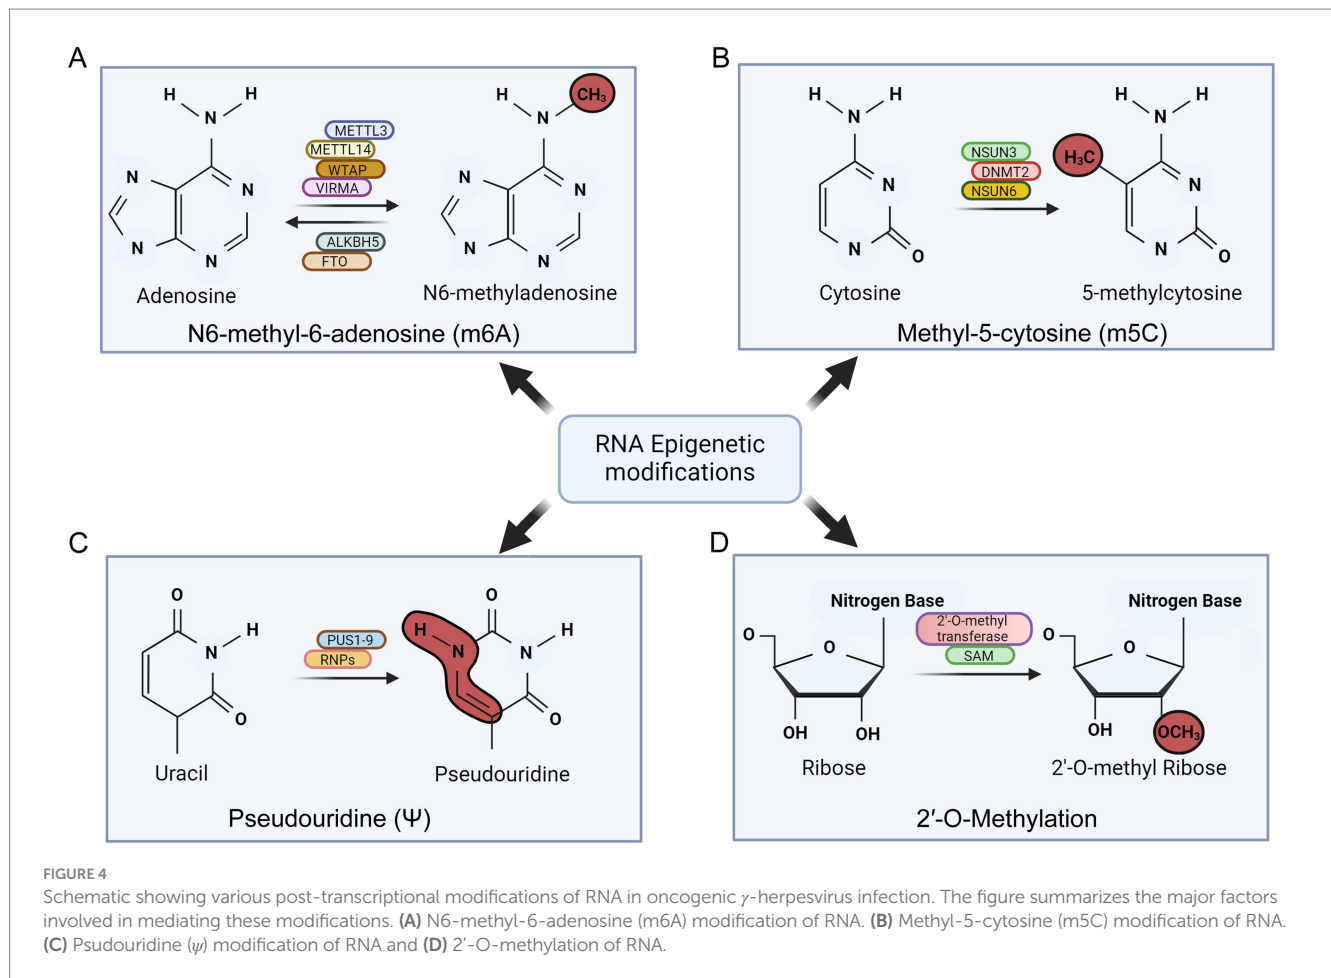 A
H
H
N
METTL3
METTL14
WTAP
VIRMA
ALKBH5
FTO
N
N
N
N
Adenosine
H
N
CH₃
N
N
N
N
N6-methyladenosine
N6-methyl-6-adenosine (m6A)
B
H
H
N
N
N
O
Cytosine
NSUN3
DNMT2
NSUN6
H
H
N
H₃C
N
N
O
5-methylcytosine
Methyl-5-cytosine (m5C)
RNA Epigenetic
modifications
C
O
H
N
O
Uracil
PUS1-9
RNPs
O
H
H
N
N
O
Pseudouridine
Pseudouridine (Ψ)
D
Nitrogen Base
O
O
OH
OH
Ribose
2'-O-methyl
transferase
SAM
Nitrogen Base
O
O
OH
OCH₃
2'-O-methyl Ribose
2′-O-Methylation
FIGURE 4
Schematic showing various post-transcriptional modifications of RNA in oncogenic γ-herpesvirus infection. The figure summarizes the major factors
involved in mediating these modifications. (A) N6-methyl-6-adenosine (m6A) modification of RNA. (B) Methyl-5-cytosine (m5C) modification of RNA.
(C) Psudouridine (ψ) modification of RNA and (D) 2′-O-methylation of RNA.